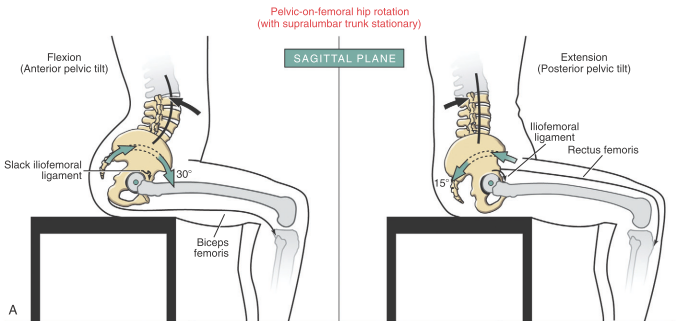 Pelvic-on-femoral hip rotation
(with supralumbar trunk stationary)
SAGITTAL PLANE
Flexion
(Anterior pelvic tilt)
Slack iliofemoral
ligament
30°
Biceps
femoris
Extension
(Posterior pelvic tilt)
Iliofemoral
ligament
Rectus femoris
15°
A